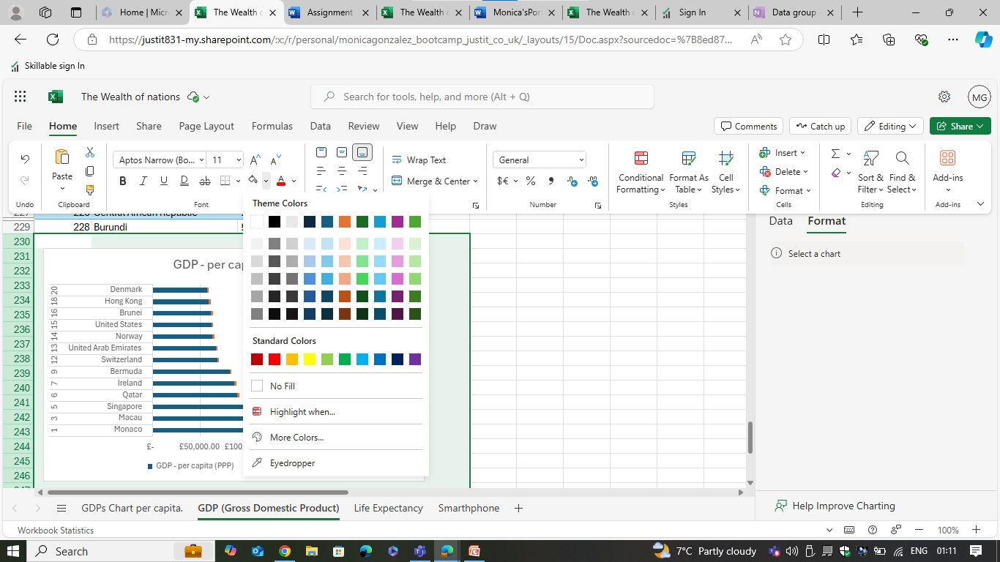 Home | Micr
The Wealth o
Assignment
The Wealth o
Monica'sPor
The Wealth o
Sign In
Data group
https://justit831-my.sharepoint.com/:x:/r/personal/monicagonzalez_bootcamp_justit_co_uk/_layouts/15/Doc.aspx?sourcedoc=%7B8ed87...
Skillable sign In
The Wealth of nations
Search for tools, help, and more (Alt + Q)
MG
File Home Insert Share Page Layout Formulas Data Review View Help Draw
Comments Catch up Editing Share
Aptos Narrow (Bo... 11
Wrap Text
General
Insert
Paste
B I U D ab
Merge & Center
$€ % 9
Conditional Formatting
Format As Table
Cell Styles
Delete
Format
Sort & Filter
Find & Select
Add-ins
Undo Clipboard Font Number Styles Cells Editing Add-ins
Theme Colors
227 226 Central African Republic
229 228 Burundi
230
231
232
233
234
235
236
237
238
239
240
241
242
243
244
245
246
GDP - per cap
20 Denmark
18 Hong Kong
16 Brunei
15 United States
14 Norway
13 United Arab Emirates
12 Switzerland
9 Bermuda
7 Ireland
6 Qatar
5 Singapore
3 Macau
1 Monaco
£- £50,000.00 £100
GDP - per capita (PPP)
Standard Colors
No Fill
Highlight when...
More Colors...
Eyedropper
Data Format
Select a chart
GDPs Chart per capita. GDP (Gross Domestic Product) Life Expectancy Smarthphone
Help Improve Charting
Workbook Statistics
100%
Search
7°C Partly cloudy
ENG 01:11